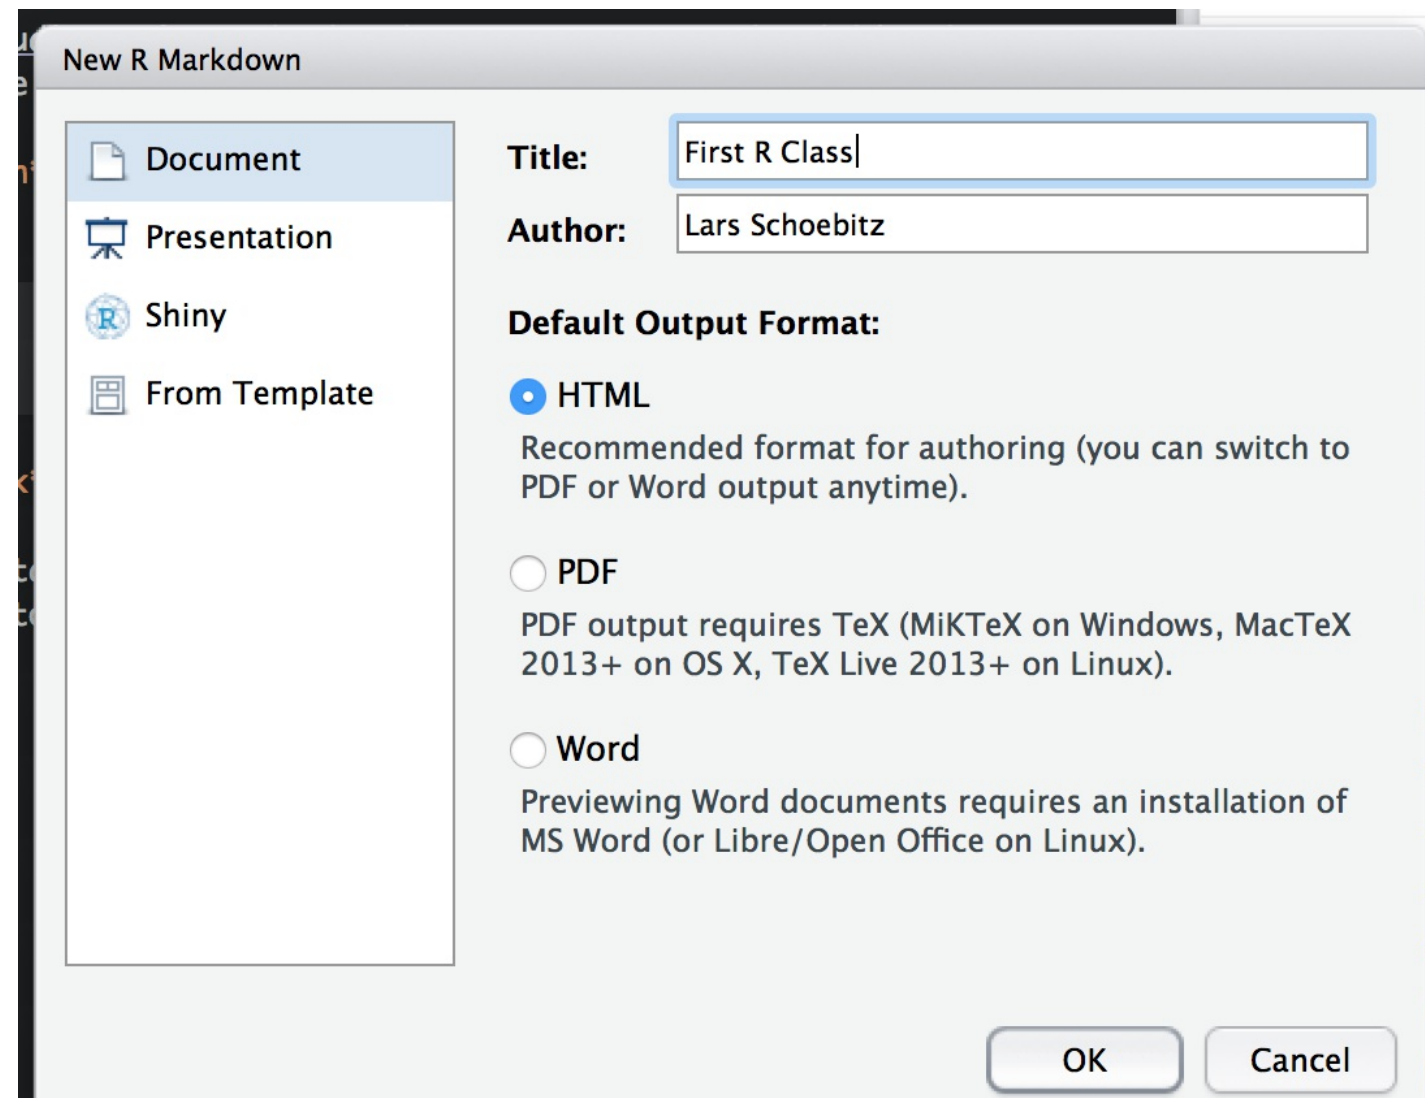 New R Markdown
Document
Presentation
Shiny
From Template
Title:
First R Class
Author:
Lars Schoebitz
Default Output Format:
HTML
Recommended format for authoring (you can switch to
PDF or Word output anytime).
PDF
PDF output requires TeX (MiKTeX on Windows, MacTeX
2013+ on OS X, TeX Live 2013+ on Linux).
Word
Previewing Word documents requires an installation of
MS Word (or Libre/Open Office on Linux).
OK
Cancel